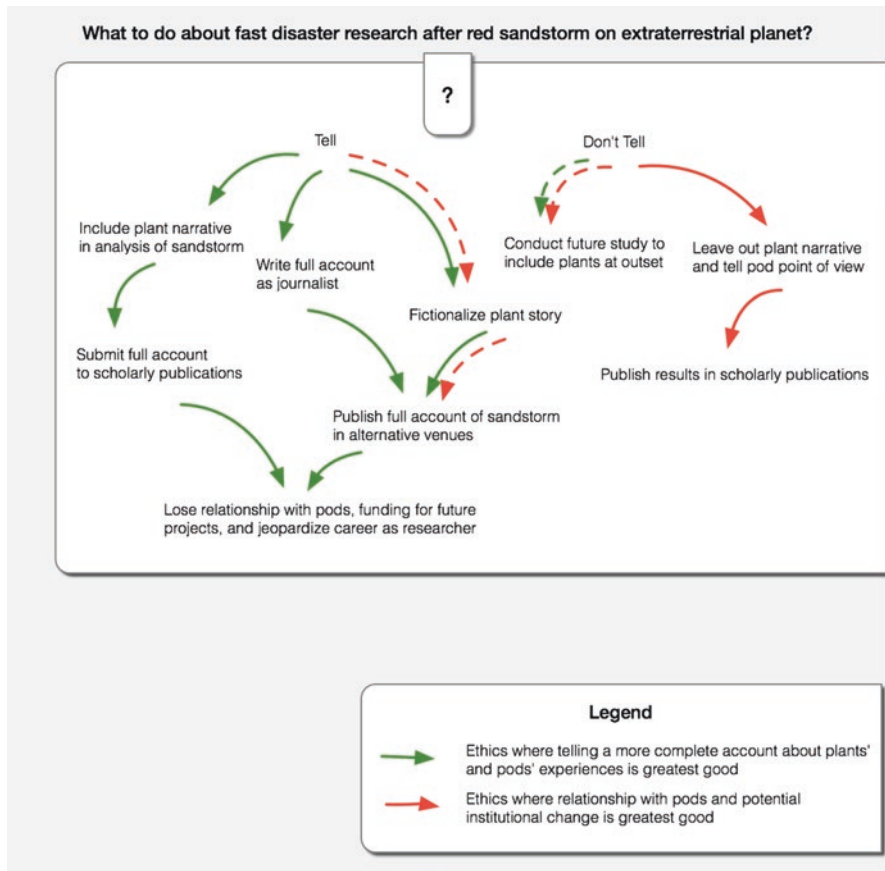 What to do about fast disaster research after red sandstorm on extraterrestrial planet?
?
Tell
Don't Tell
Include plant narrative
in analysis of sandstorm
Write full account
as journalist
Conduct future study to
include plants at outset
Leave out plant narrative
and tell pod point of view
Fictionalize plant story
Submit full account
to scholarly publications
Publish results in scholarly publications
Publish full account of sandstorm
in alternative venues
Lose relationship with pods, funding for future
projects, and jeopardize career as researcher
Legend
Ethics where telling a more complete account about plants'
and pods' experiences is greatest good
Ethics where relationship with pods and potential
institutional change is greatest good